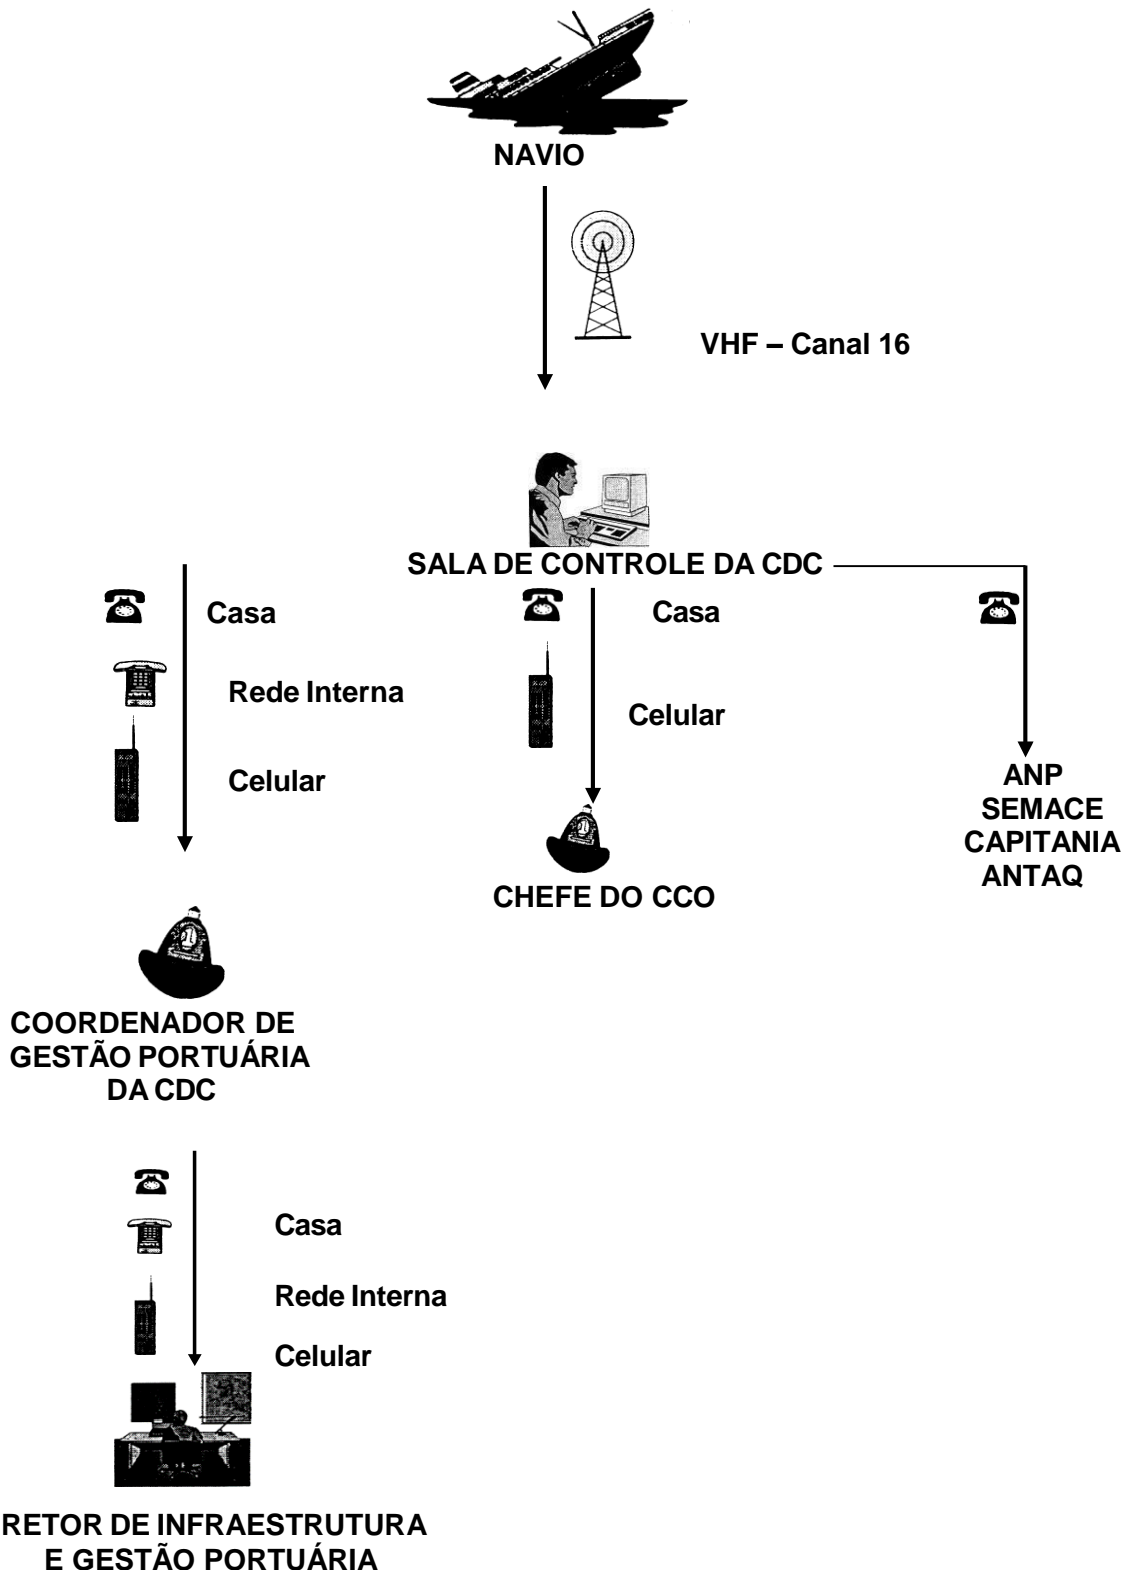 NAVIO
VHF – Canal 16
SALA DE CONTROLE DA CDC
Casa
Rede Interna
Celular
Casa
Celular
ANP
SEMACE
CAPITANIA
ANTAQ
CHEFE DO CCO
COORDENADOR DE
GESTÃO PORTUÁRIA
DA CDC
Casa
Rede Interna
Celular
RETOR DE INFRAESTRUTURA
E GESTÃO PORTUÁRIA